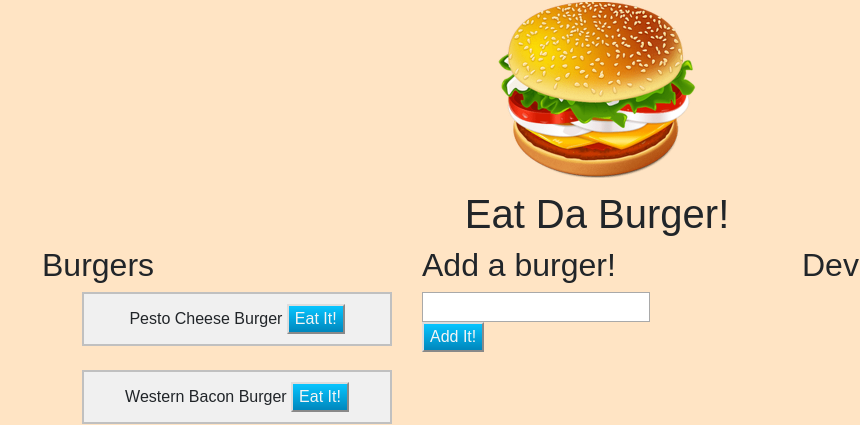 Eat Da Burger!
Burgers
Pesto Cheese Burger Eat It!
Western Bacon Burger Eat It!
Add a burger!
Add It!
Dev